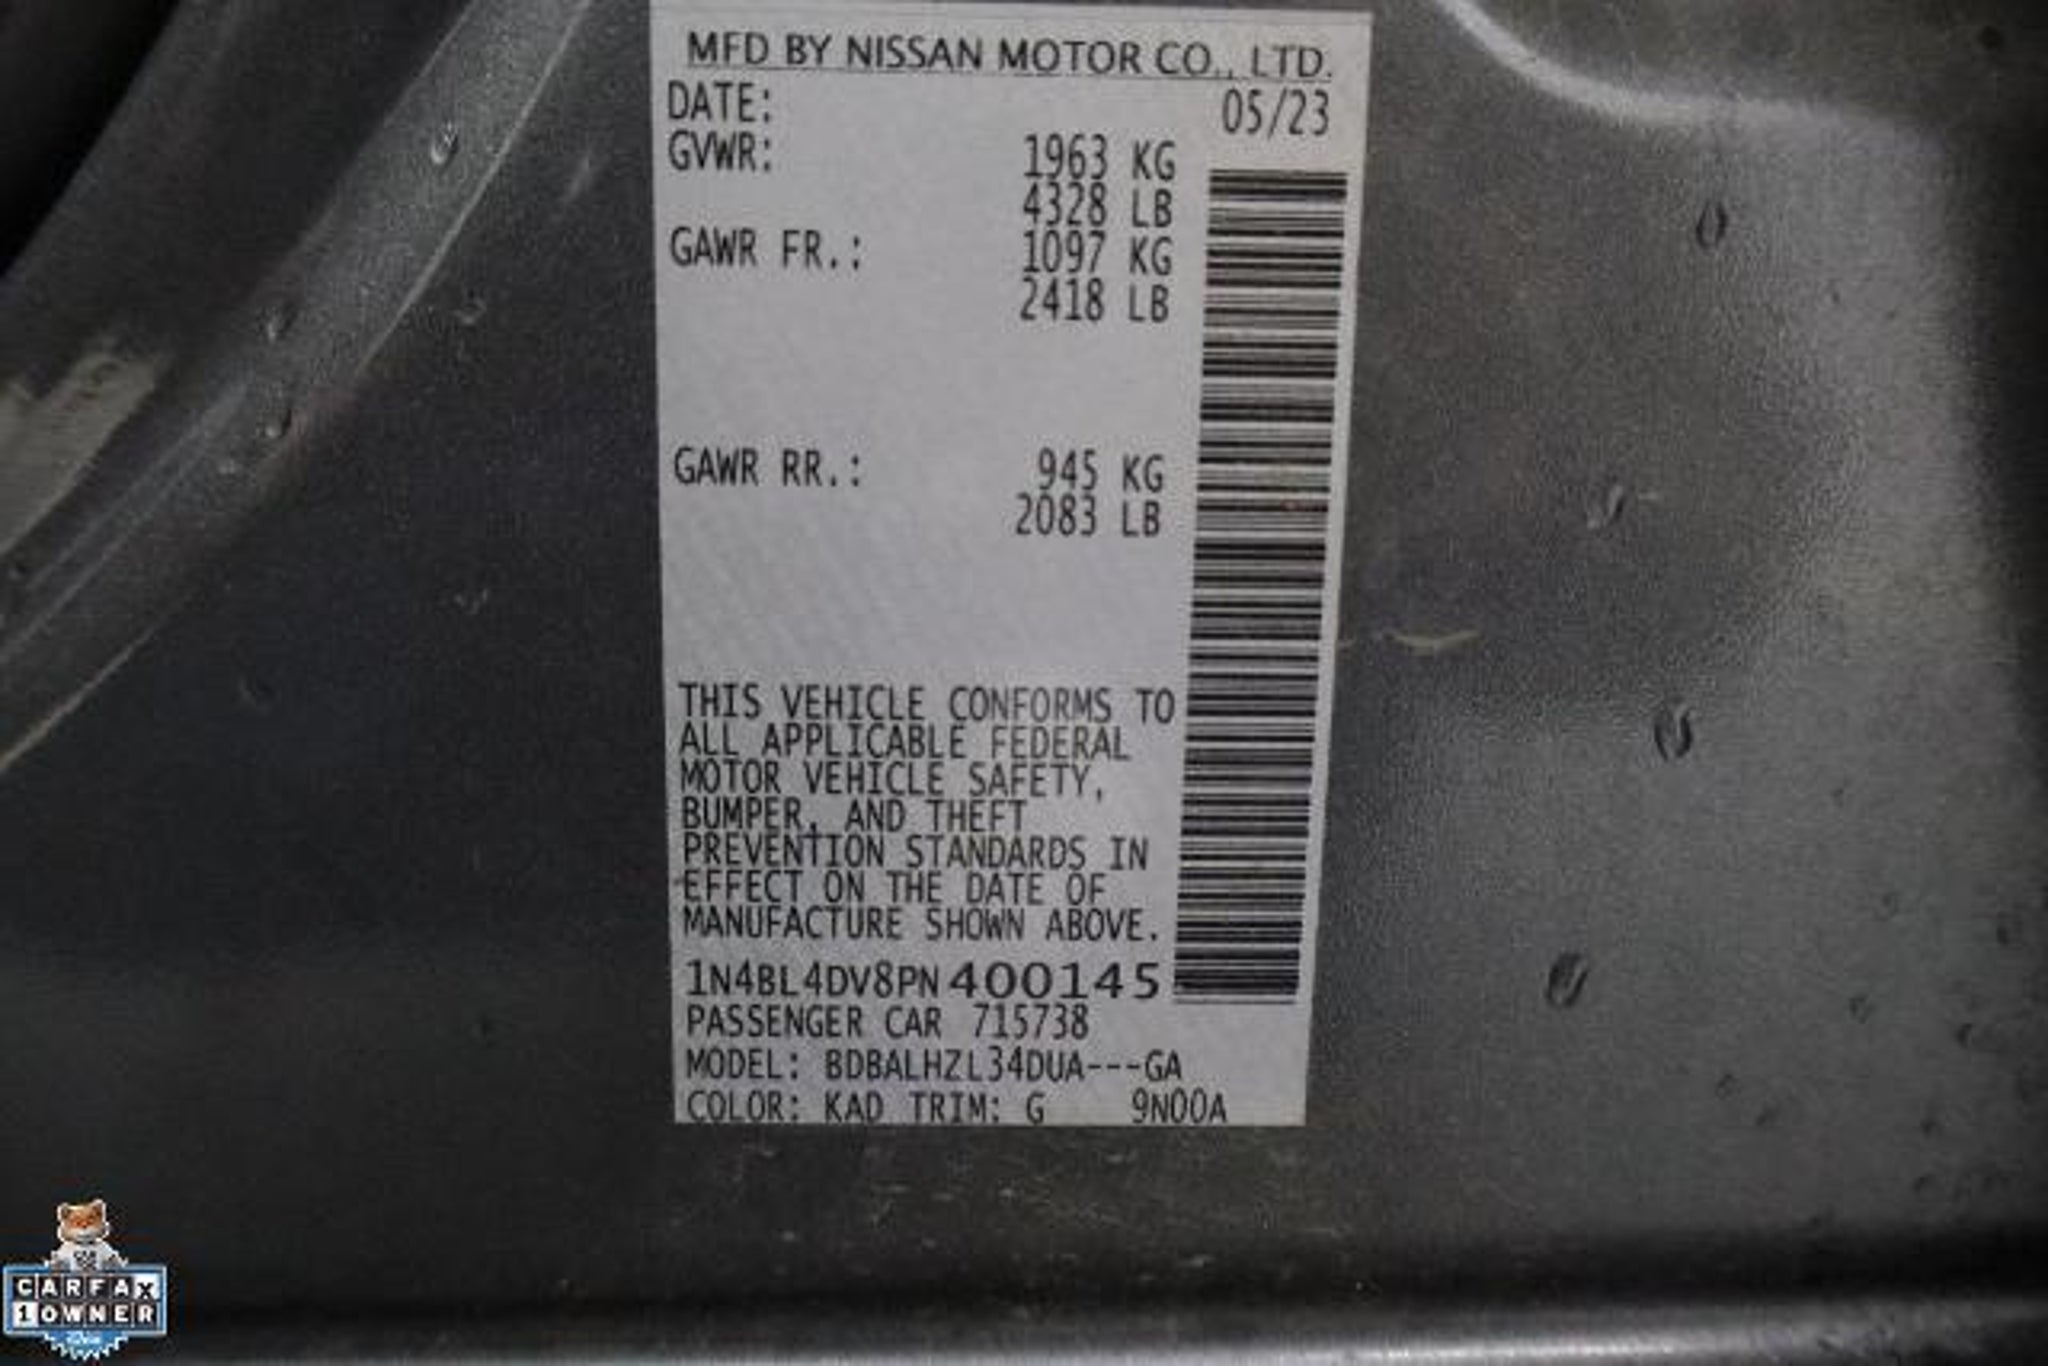 MFD BY NISSAN MOTOR CO., LTD.
DATE: 05/23
GVWR: 1963 KG
4328 LB
GAWR FR.: 1097 KG
2418 LB
GAWR RR.: 945 KG
2083 LB
THIS VEHICLE CONFORMS TO
ALL APPLICABLE FEDERAL
MOTOR VEHICLE SAFETY,
BUMPER, AND THEFT
PREVENTION STANDARDS IN
EFFECT ON THE DATE OF
MANUFACTURE SHOWN ABOVE.
1N4BL4DV8PN400145
PASSENGER CAR 715738
MODEL: BDBALHZL34DUA---GA
COLOR: KAD TRIM: G 9N00A
CARFAX
1 OWNER